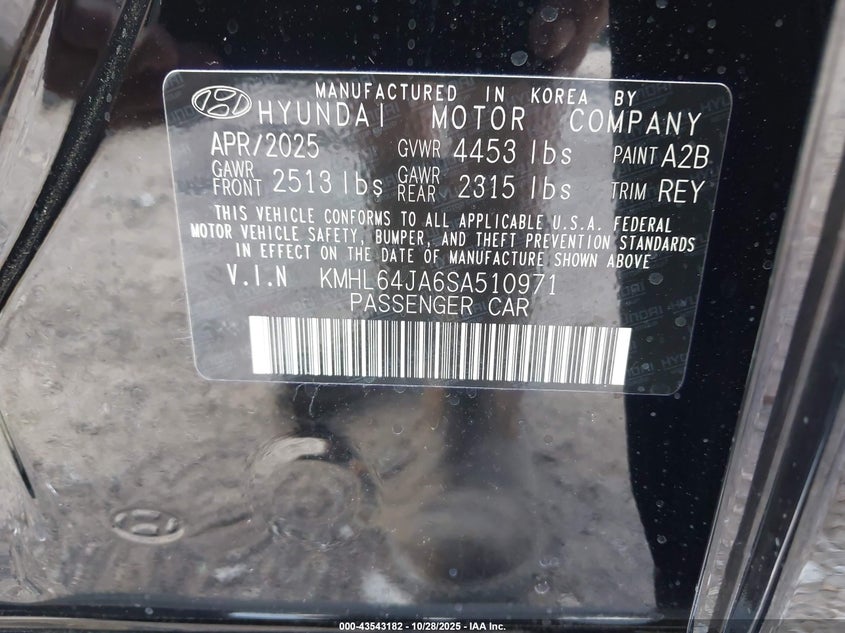 MANUFACTURED IN KOREA BY
HYUNDAI MOTOR COMPANY
APR/2025 GVWR 4453 lbs PAINT A2B
GAWR FRONT 2513 lbs GAWR REAR 2315 lbs TRIM REY
THIS VEHICLE CONFORMS TO ALL APPLICABLE U.S.A. FEDERAL
MOTOR VEHICLE SAFETY, BUMPER, AND THEFT PREVENTION STANDARDS
IN EFFECT ON THE DATE OF MANUFACTURE SHOWN ABOVE
V.I.N KMHL64JA6SA510971
PASSENGER CAR
000-43543182 - 10/28/2025 - IAA Inc.